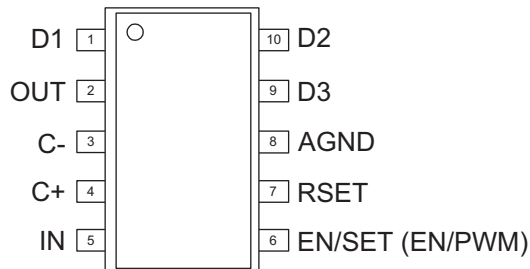 D1 1 10 D2
OUT 2 9 D3
C- 3 8 AGND
C+ 4 7 RSET
IN 5 6 EN/SET (EN/PWM)